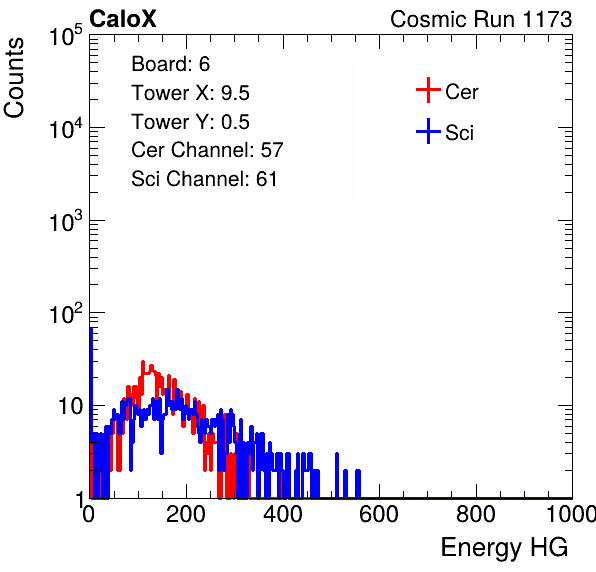 CaloX Cosmic Run 1173
Counts
10^5
10^4
10^3
10^2
10
1
Board: 6
Tower X: 9.5
Tower Y: 0.5
Cer Channel: 57
Sci Channel: 61
Cer
Sci
0 200 400 600 800 1000
Energy HG